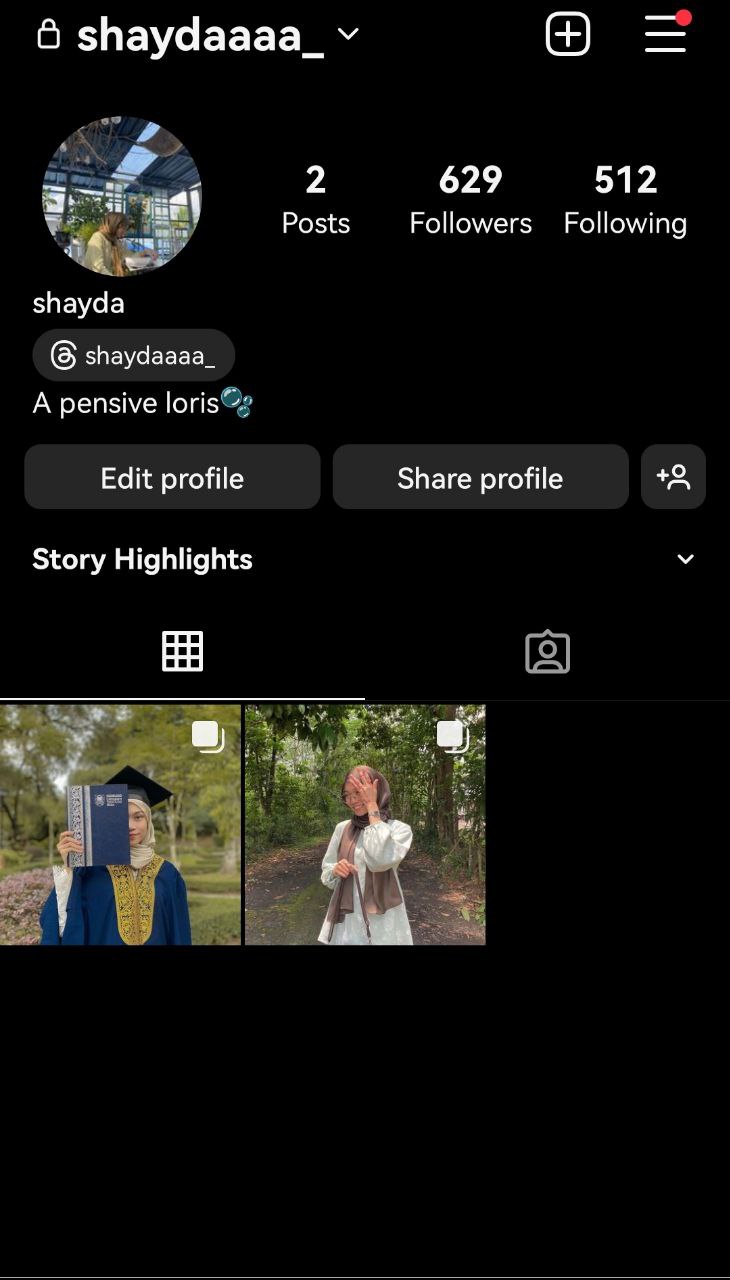 shaydaaaa_
2 629 512
Posts Followers Following
shayda
shaydaaaa_
A pensive loris🫧
Edit profile Share profile
Story Highlights